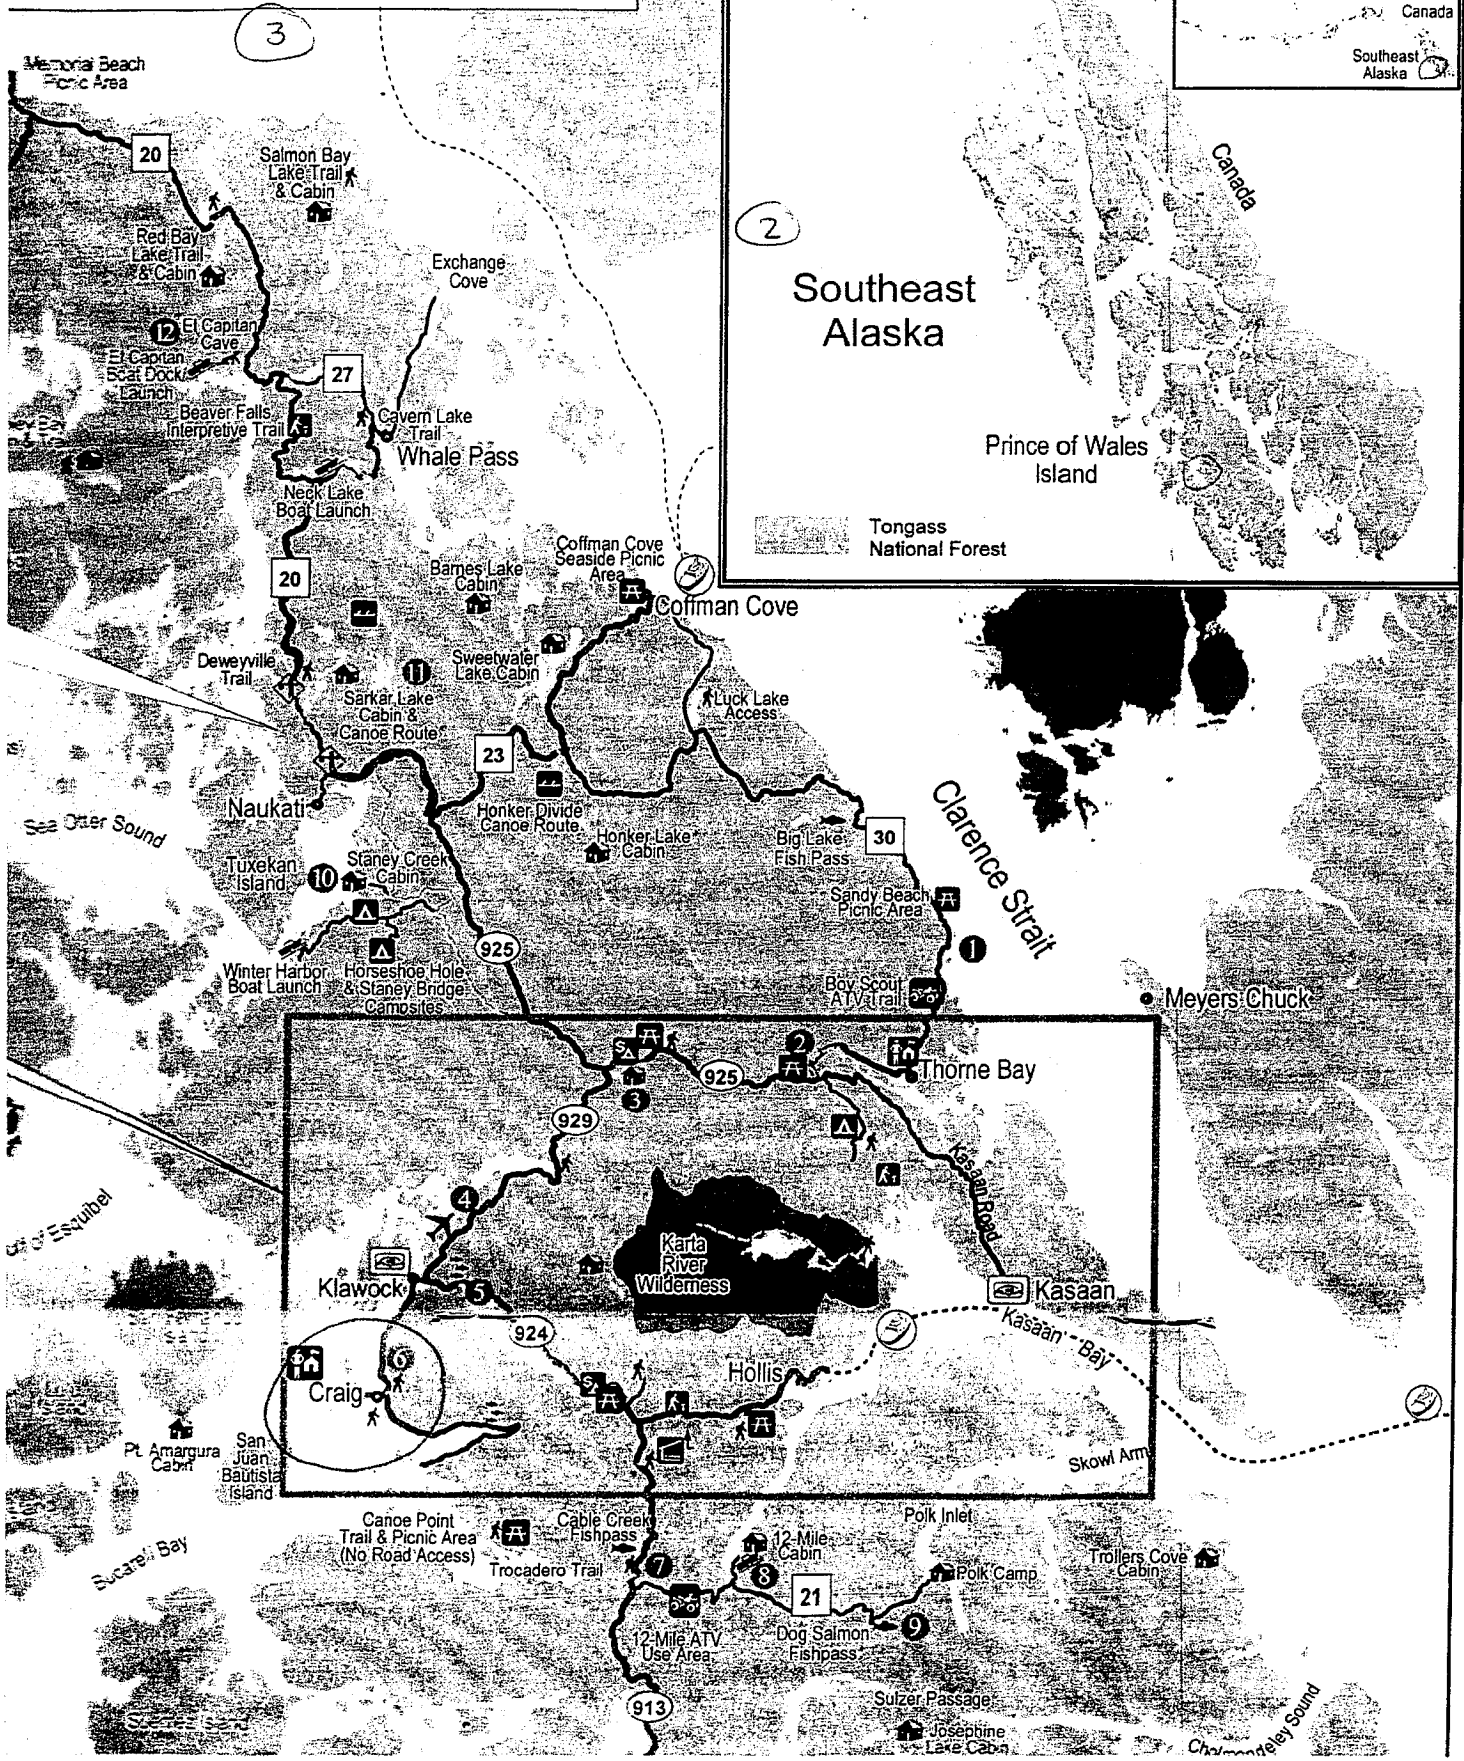 3
Canada
Southeast
Alaska
Memorial Beach
Picnic Area
20
Salmon Bay
Lake Trail
& Cabin
Canada
2
Red Bay
Lake Trail
& Cabin
Exchange
Cove
Southeast
Alaska
12
El Capitan
Cave
El Capitan
Boat Dock/
Launch
27
Beaver Falls
Interpretive Trail
Cavern Lake
Trail
Whale Pass
Prince of Wales
Island
Neck Lake
Boat Launch
Tongass
National Forest
20
Barnes Lake
Cabin
Coffman Cove
Seaside Picnic
Area
Coffman Cove
Deweyville
Trail
11
Sarkar Lake
Cabin &
Canoe Route
Sweetwater
Lake Cabin
Luck Lake
Access
23
Naukati
Honker Divide
Canoe Route
Honker Lake
Cabin
Big Lake
Fish Pass
30
Clarence Strait
Sea Otter Sound
Tuxekan
Island
10
Staney Creek
Cabin
Sandy Beach
Picnic Area
1
925
Winter Harbor
Boat Launch
Horseshoe Hole
& Staney Bridge
Campsites
Boy Scout
ATV Trail
Meyers Chuck
2
Thorne Bay
925
3
929
Kasaan Road
4
of Esquibel
Karta
River
Wilderness
Klawock
5
Kasaan
924
Kasaan Bay
6
Craig
Hollis
Pt. Amargura
Cabin
San
Juan
Bautista
Island
Skowl Arm
Canoe Point
Trail & Picnic Area
(No Road Access)
Cable Creek
Fishpass
Trocadero Trail
7
12-Mile
Cabin
8
Polk Inlet
Polk Camp
Trollers Cove
Cabin
Bucareli Bay
21
9
12-Mile ATV
Use Area
Dog Salmon
Fishpass
913
Sulzer Passage
Josephine
Lake Cabin
Cholmondeley Sound